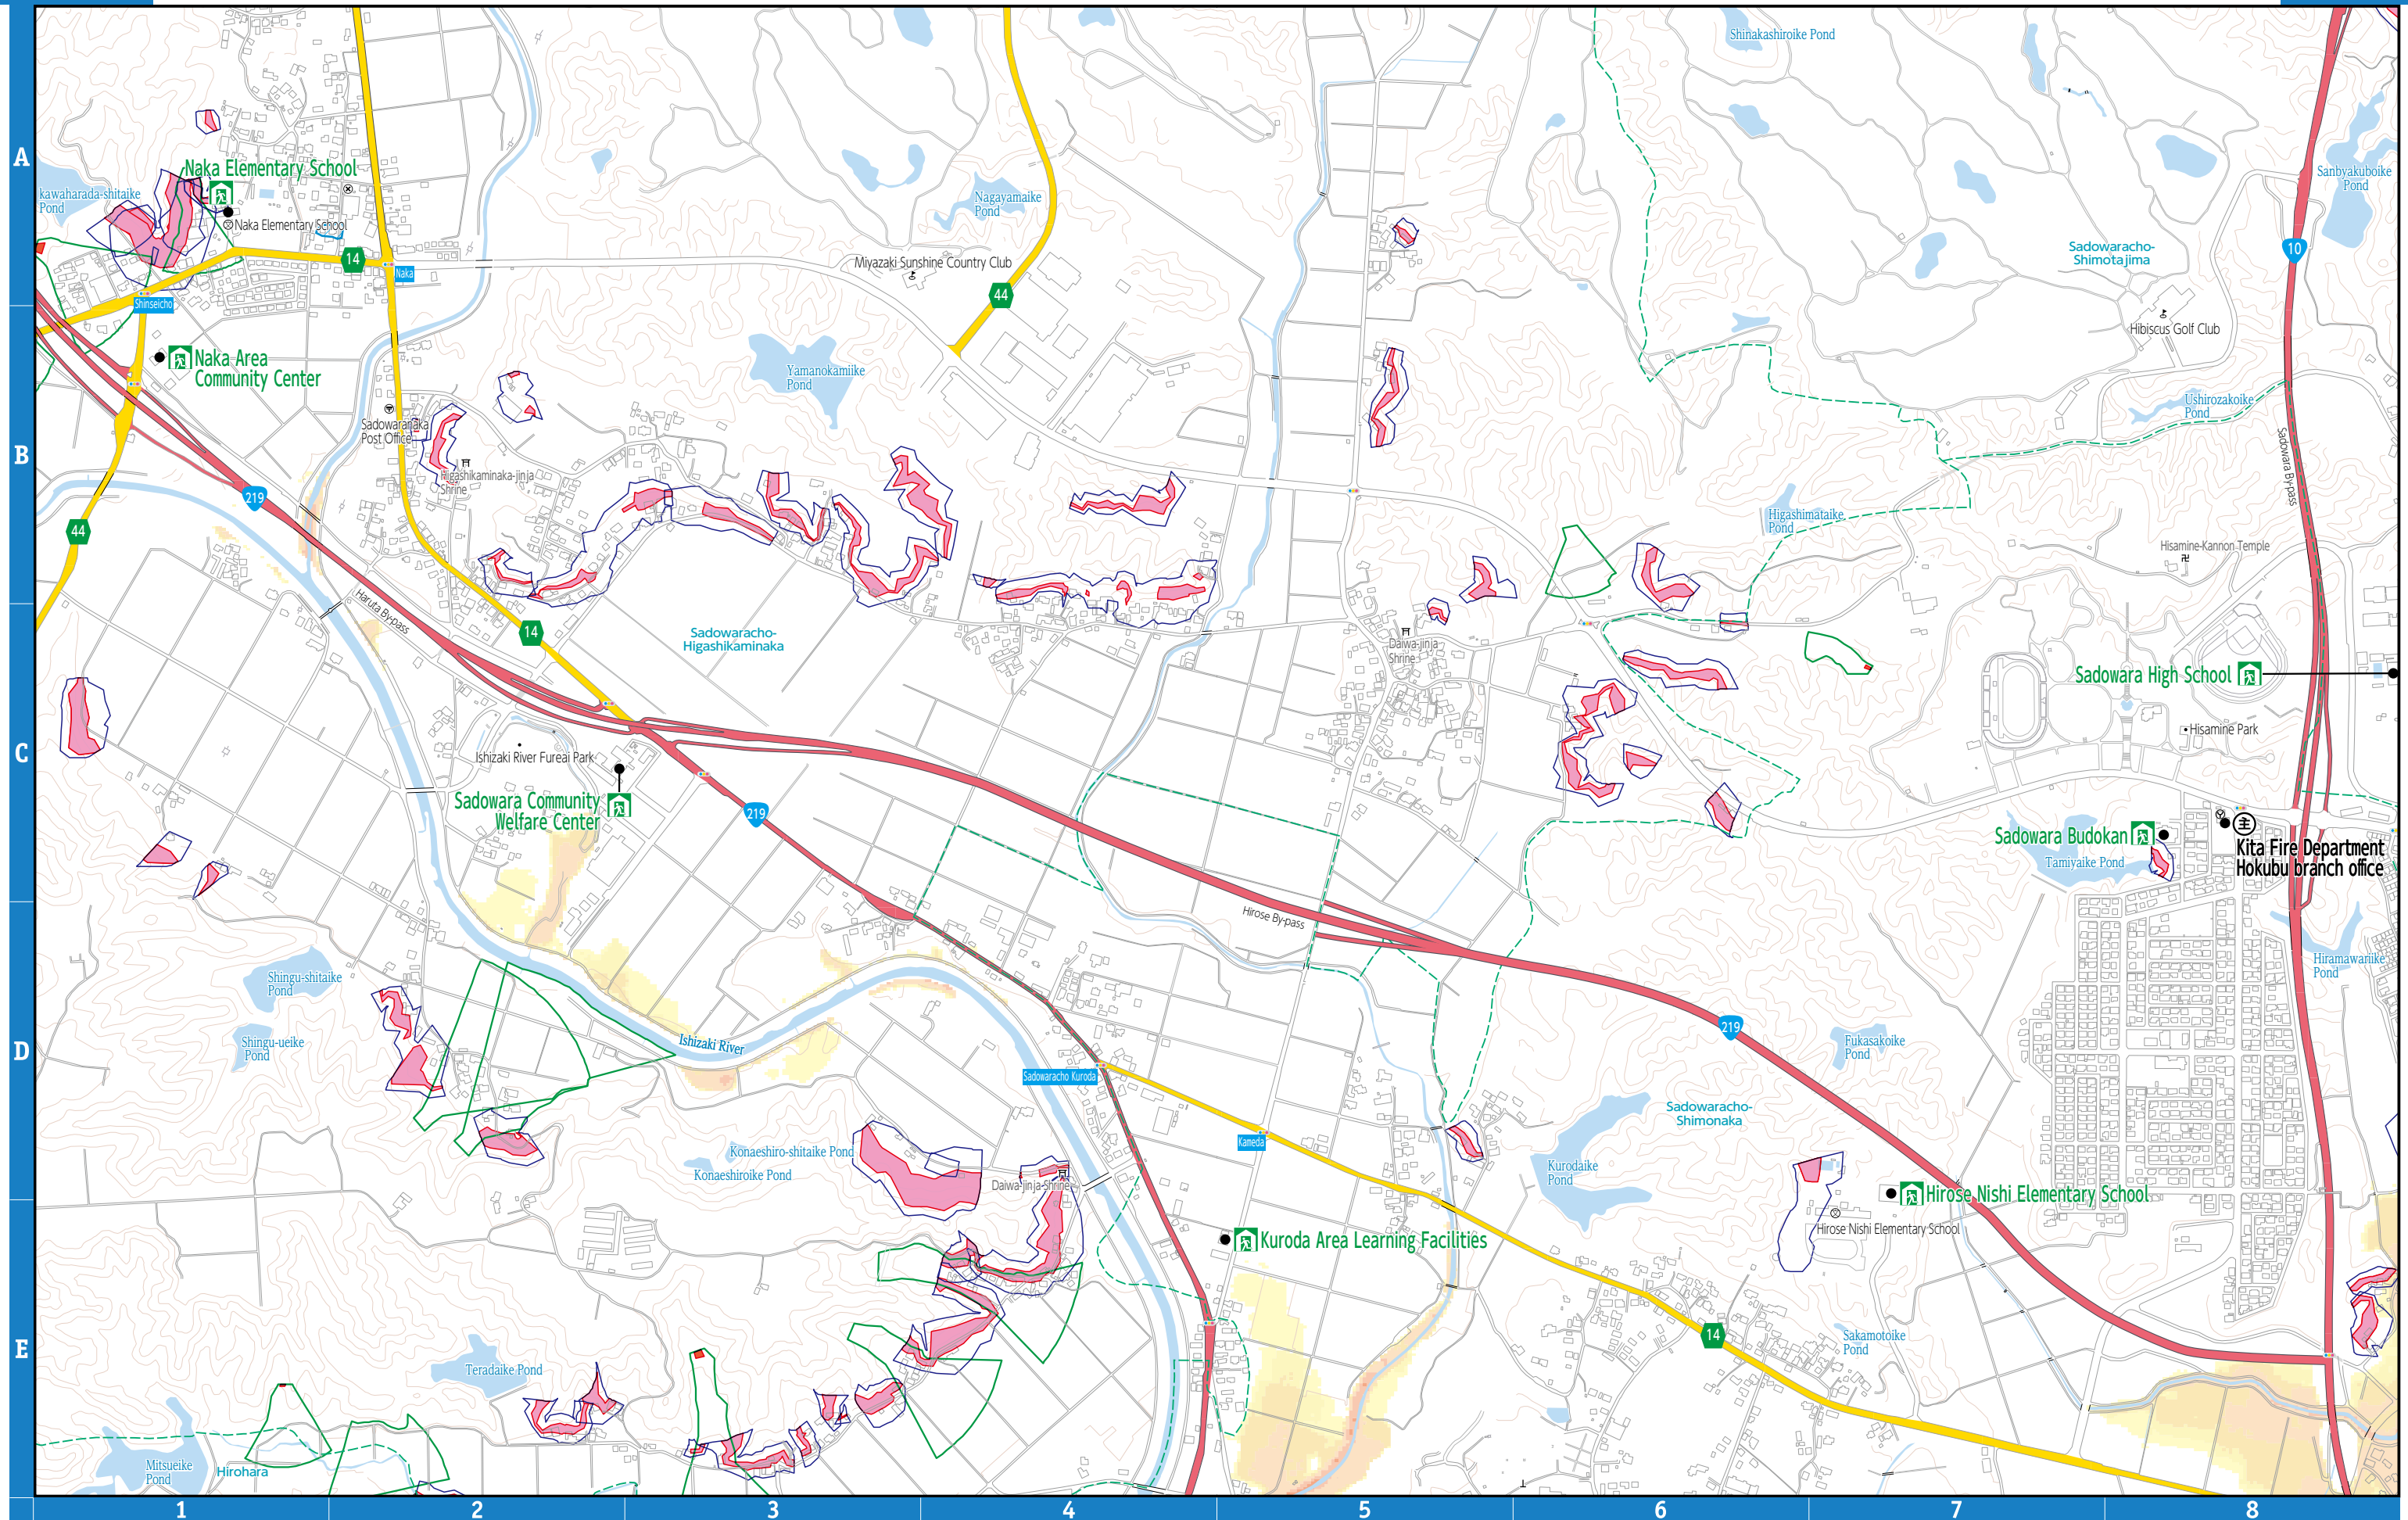 A
B
C
D
E
1
2
3
4
5
6
7
8
Shinakashiroike Pond
Naka Elementary School
kawaharada-shitaike
Pond
Naka Elementary School
14
Naka
Shinseicho
Nagayamaike
Pond
Miyazaki Sunshine Country Club
44
Sanbyakuboike
Pond
Sadowaracho-
Shimotajima
10
Hibiscus Golf Club
Naka Area
Community Center
Yamanokamiike
Pond
Ushirozakoike
Pond
Sadowaranaka
Post Office
Sadowara By-pass
Higashikaminaka-jinja
Shrine
219
44
Higashimataike
Pond
Hisamine-Kannon Temple
卍
Haruta By-pass
14
Sadowaracho-
Higashikaminaka
Daiwa-jinja
Shrine
Sadowara High School
Hisamine Park
Ishizaki River Fureai Park
Sadowara Community
Welfare Center
219
Sadowara Budokan
主
Tamiyaike Pond
Kita Fire Department
Hokubu branch office
Hirose By-pass
Shingu-shitaike
Pond
Hiramawariike
Pond
Shingu-ueike
Pond
Ishizaki River
219
Fukasakoike
Pond
Sadowaracho Kuroda
Sadowaracho-
Shimonaka
Kameda
Konaeshiro-shitaike Pond
Konaeshiroike Pond
Daiwa-jinja-Shrine
Kurodaike
Pond
Hirose Nishi Elementary School
Hirose Nishi Elementary School
Kuroda Area Learning Facilities
14
Sakamotoike
Pond
Teradaike Pond
Mitsueike
Pond
Hirohara